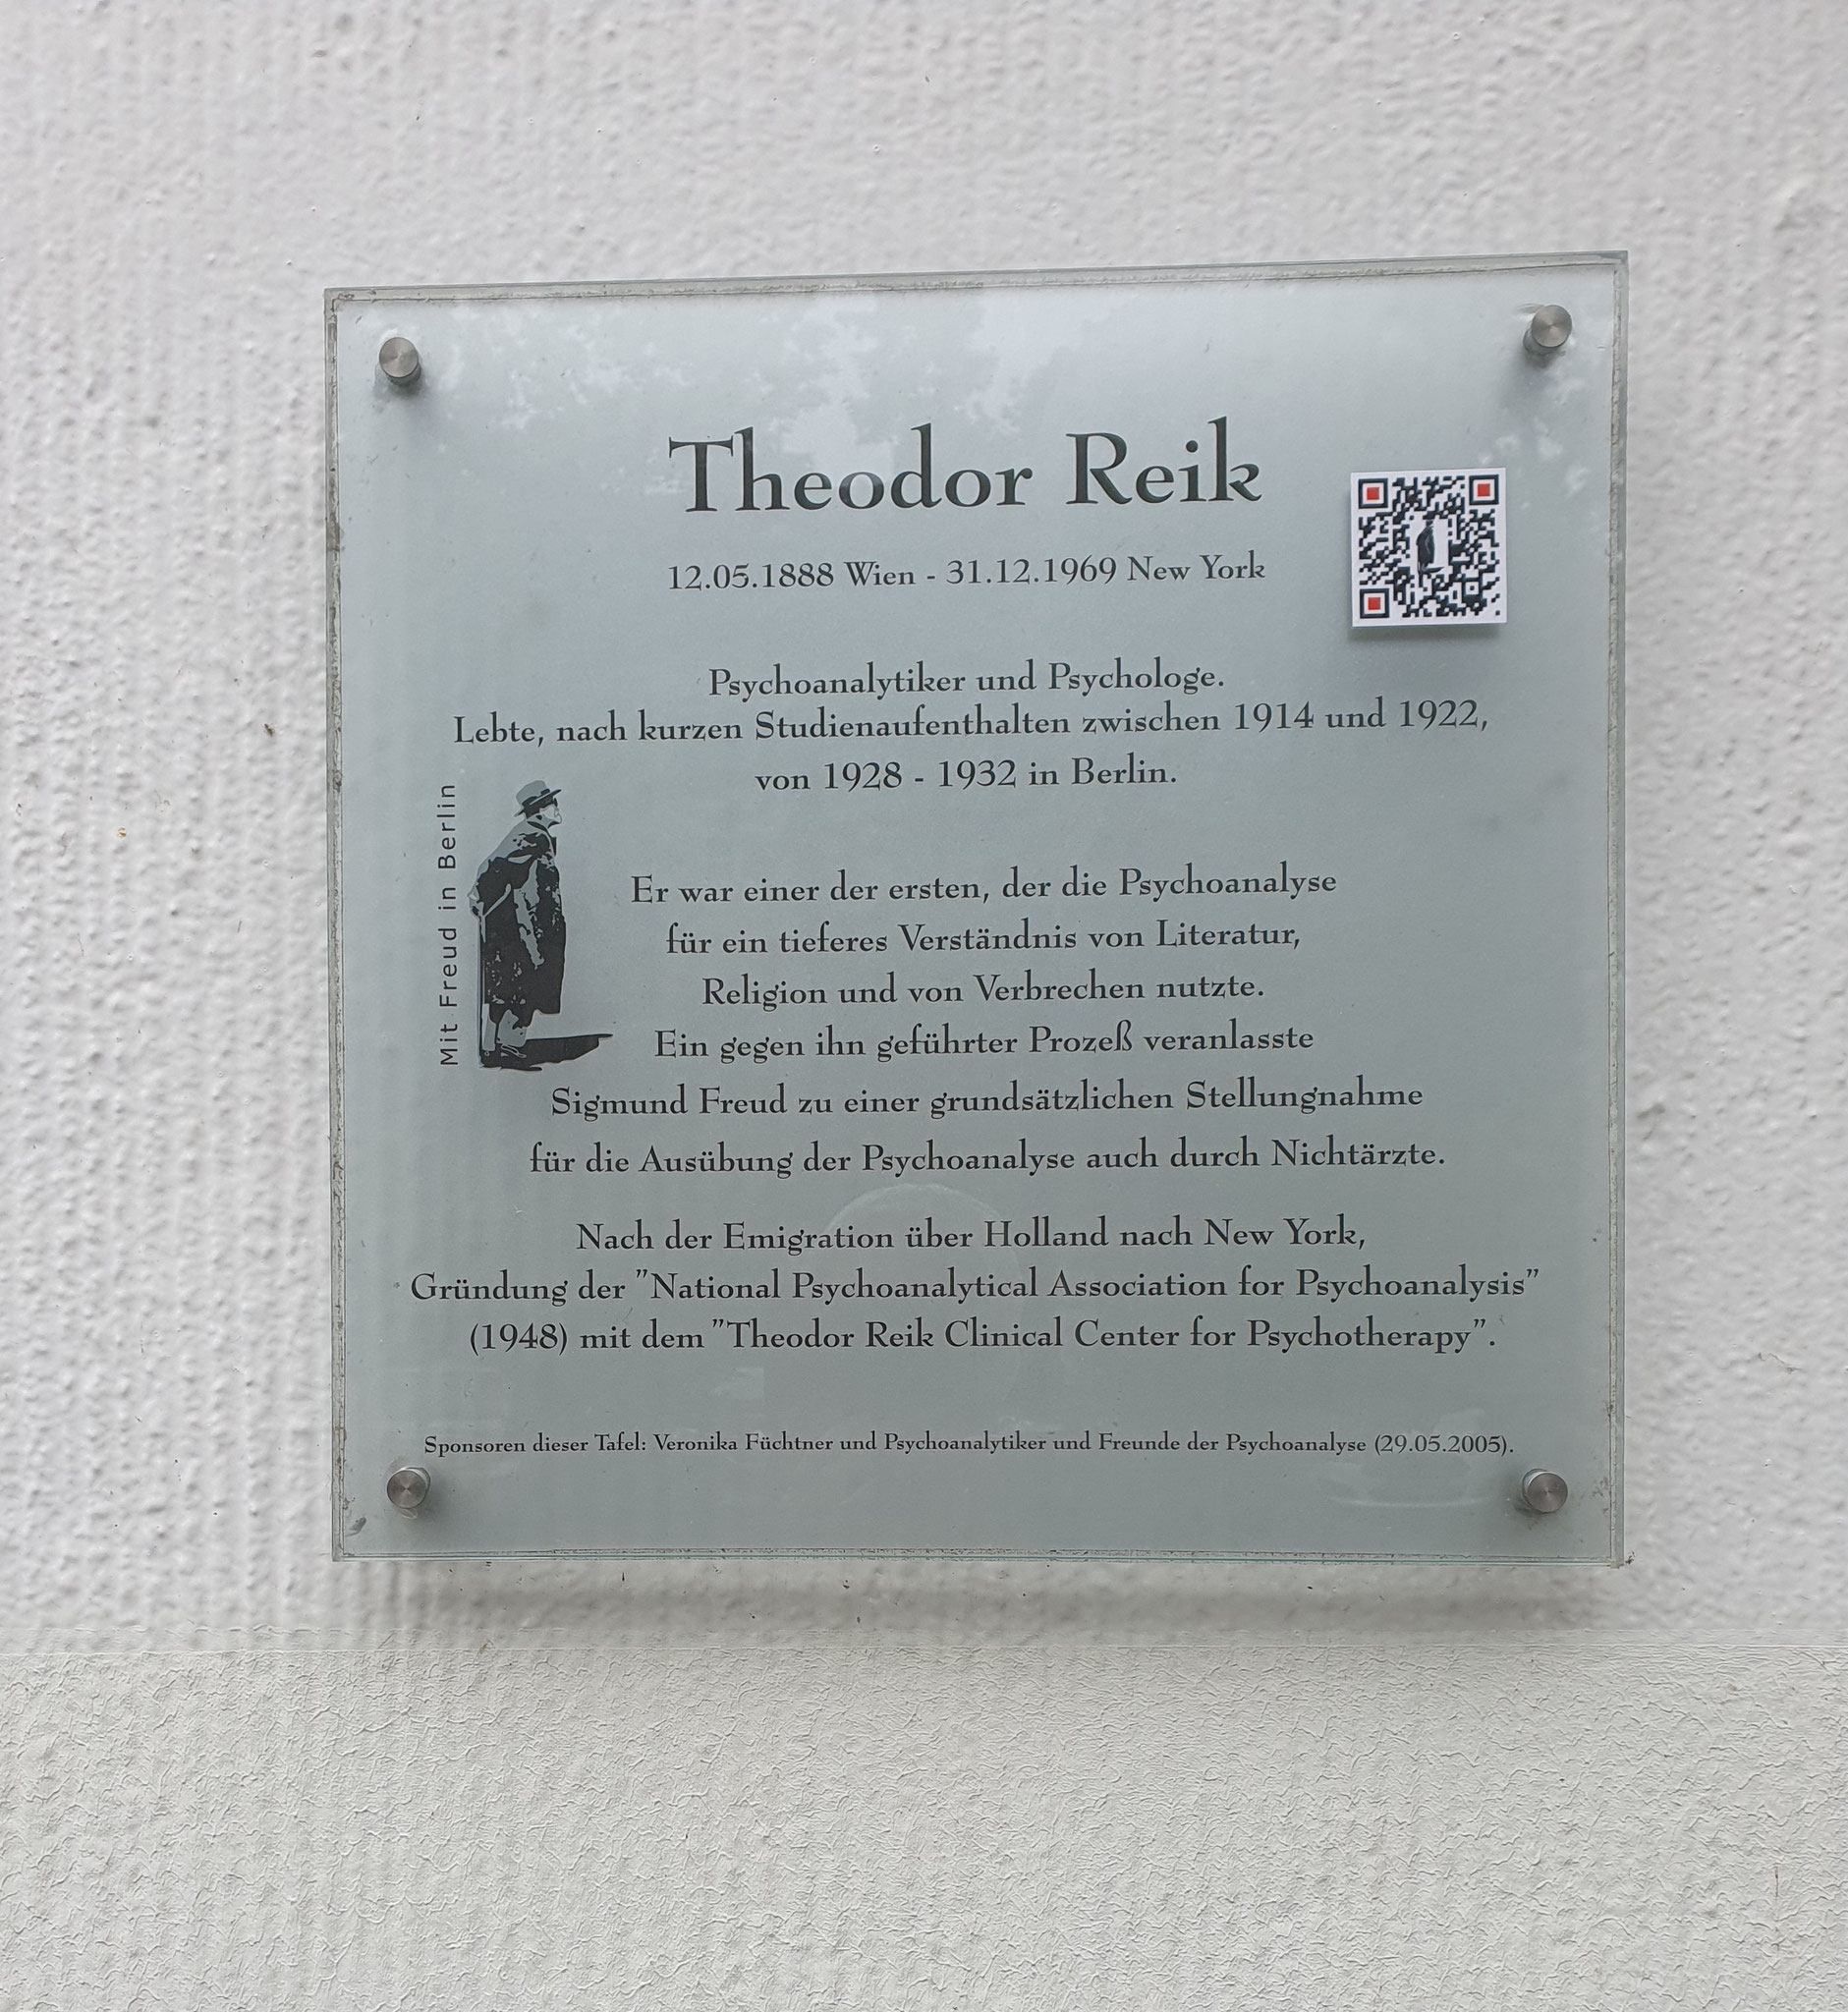 Theodor Reik
12.05.1888 Wien - 31.12.1969 New York
Psychoanalytiker und Psychologe.
Lebte, nach kurzen Studienaufenthalten zwischen 1914 und 1922,
von 1928 - 1932 in Berlin.
Mit Freud in Berlin
Er war einer der ersten, der die Psychoanalyse
für ein tieferes Verständnis von Literatur,
Religion und von Verbrechen nutzte.
Ein gegen ihn geführter Prozeß veranlasste
Sigmund Freud zu einer grundsätzlichen Stellungnahme
für die Ausübung der Psychoanalyse auch durch Nichtärzte.
Nach der Emigration über Holland nach New York,
Gründung der "National Psychoanalytical Association for Psychoanalysis"
(1948) mit dem "Theodor Reik Clinical Center for Psychotherapy".
Sponsoren dieser Tafel: Veronika Füchtner und Psychoanalytiker und Freunde der Psychoanalyse (29.05.2005).